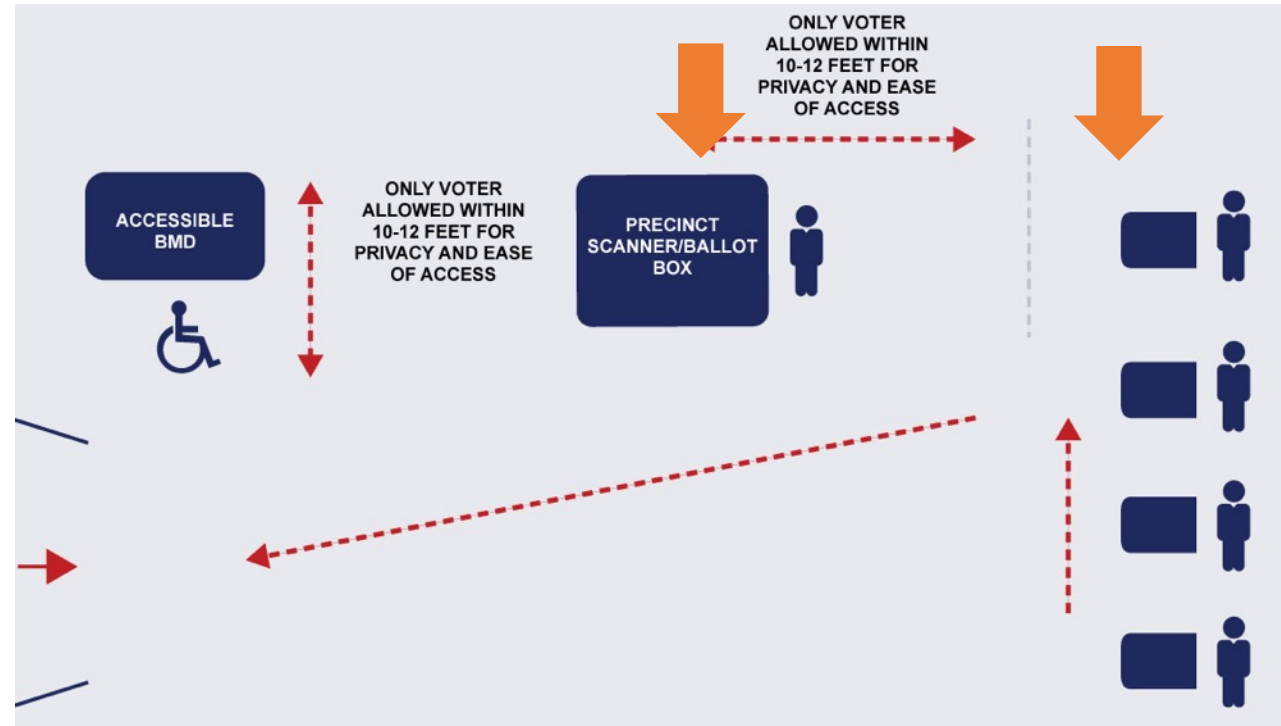 ONLY VOTER
ALLOWED WITHIN
10-12 FEET FOR
PRIVACY AND EASE
OF ACCESS
ACCESSIBLE
BMD
ONLY VOTER
ALLOWED WITHIN
10-12 FEET FOR
PRIVACY AND EASE
OF ACCESS
PRECINCT
SCANNER/BALLOT
BOX